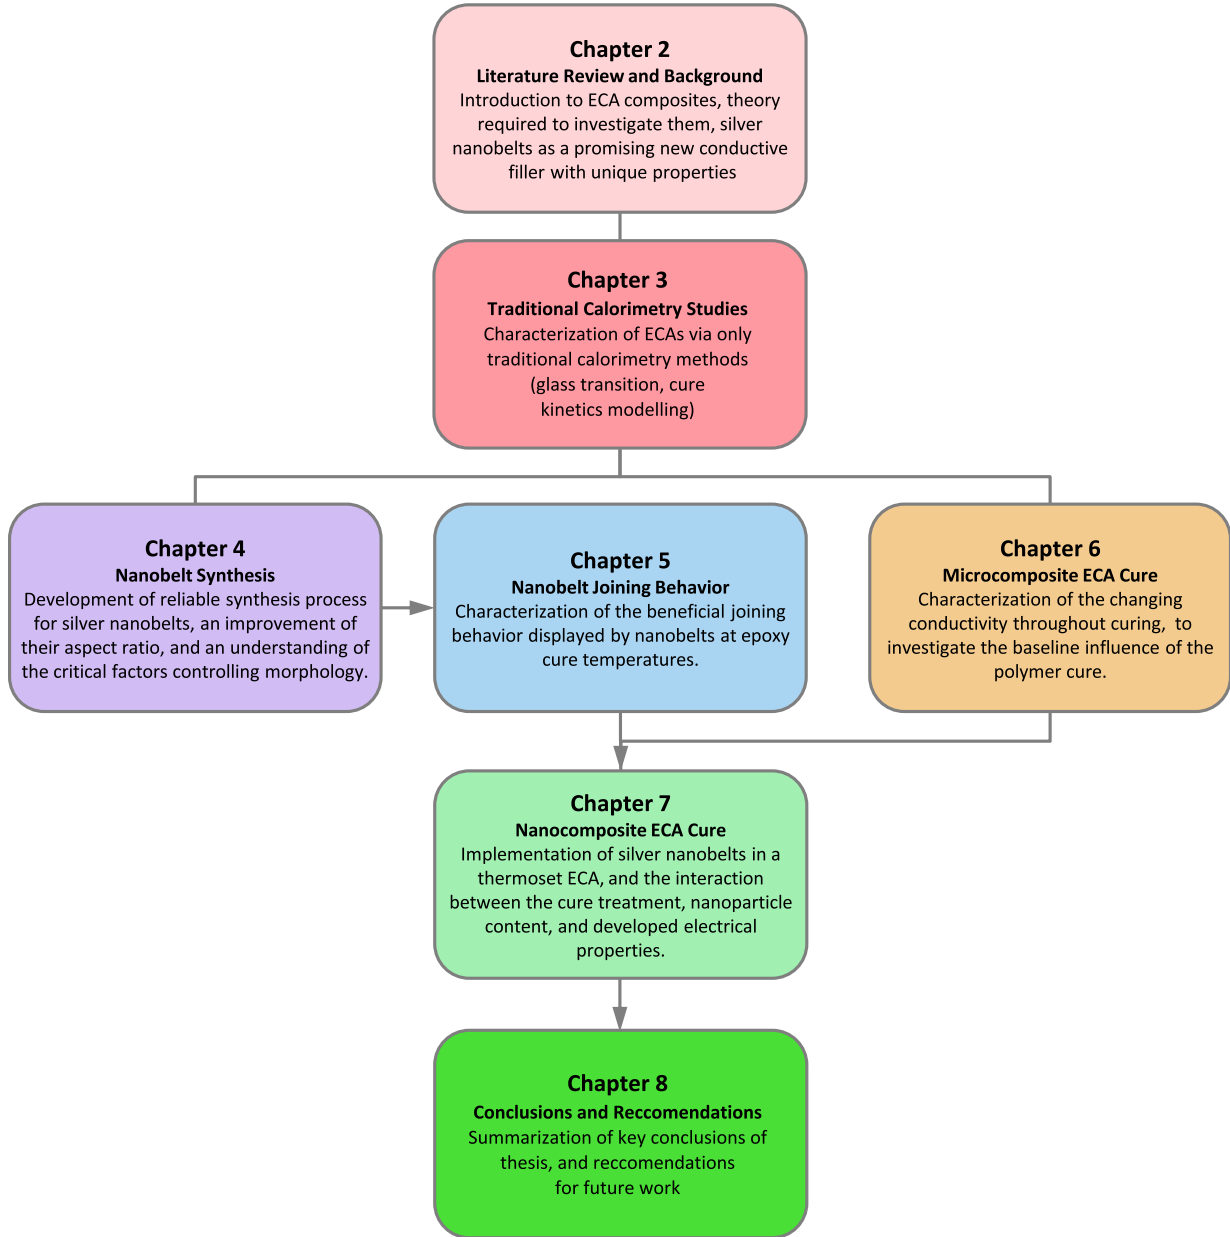 Chapter 2
Literature Review and Background
Introduction to ECA composites, theory
required to investigate them, silver
nanobelts as a promising new conductive
filler with unique properties
Chapter 3
Traditional Calorimetry Studies
Characterization of ECAs via only
traditional calorimetry methods
(glass transition, cure
kinetics modelling)
Chapter 4
Nanobelt Synthesis
Development of reliable synthesis process
for silver nanobelts, an improvement of
their aspect ratio, and an understanding of
the critical factors controlling morphology.
Chapter 5
Nanobelt Joining Behavior
Characterization of the beneficial joining
behavior displayed by nanobelts at epoxy
cure temperatures.
Chapter 6
Microcomposite ECA Cure
Characterization of the changing
conductivity throughout curing, to
investigate the baseline influence of the
polymer cure.
Chapter 7
Nanocomposite ECA Cure
Implementation of silver nanobelts in a
thermoset ECA, and the interaction
between the cure treatment, nanoparticle
content, and developed electrical
properties.
Chapter 8
Conclusions and Reccomendations
Summarization of key conclusions of
thesis, and reccomendations
for future work